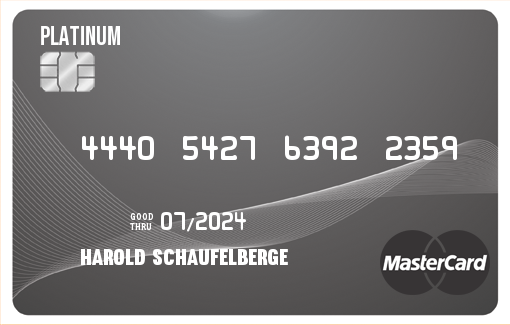 PLATINUM
4440 5427 6392 2359
GOOD THRU 07/2024
HAROLD SCHAUFELBERGE
MasterCard